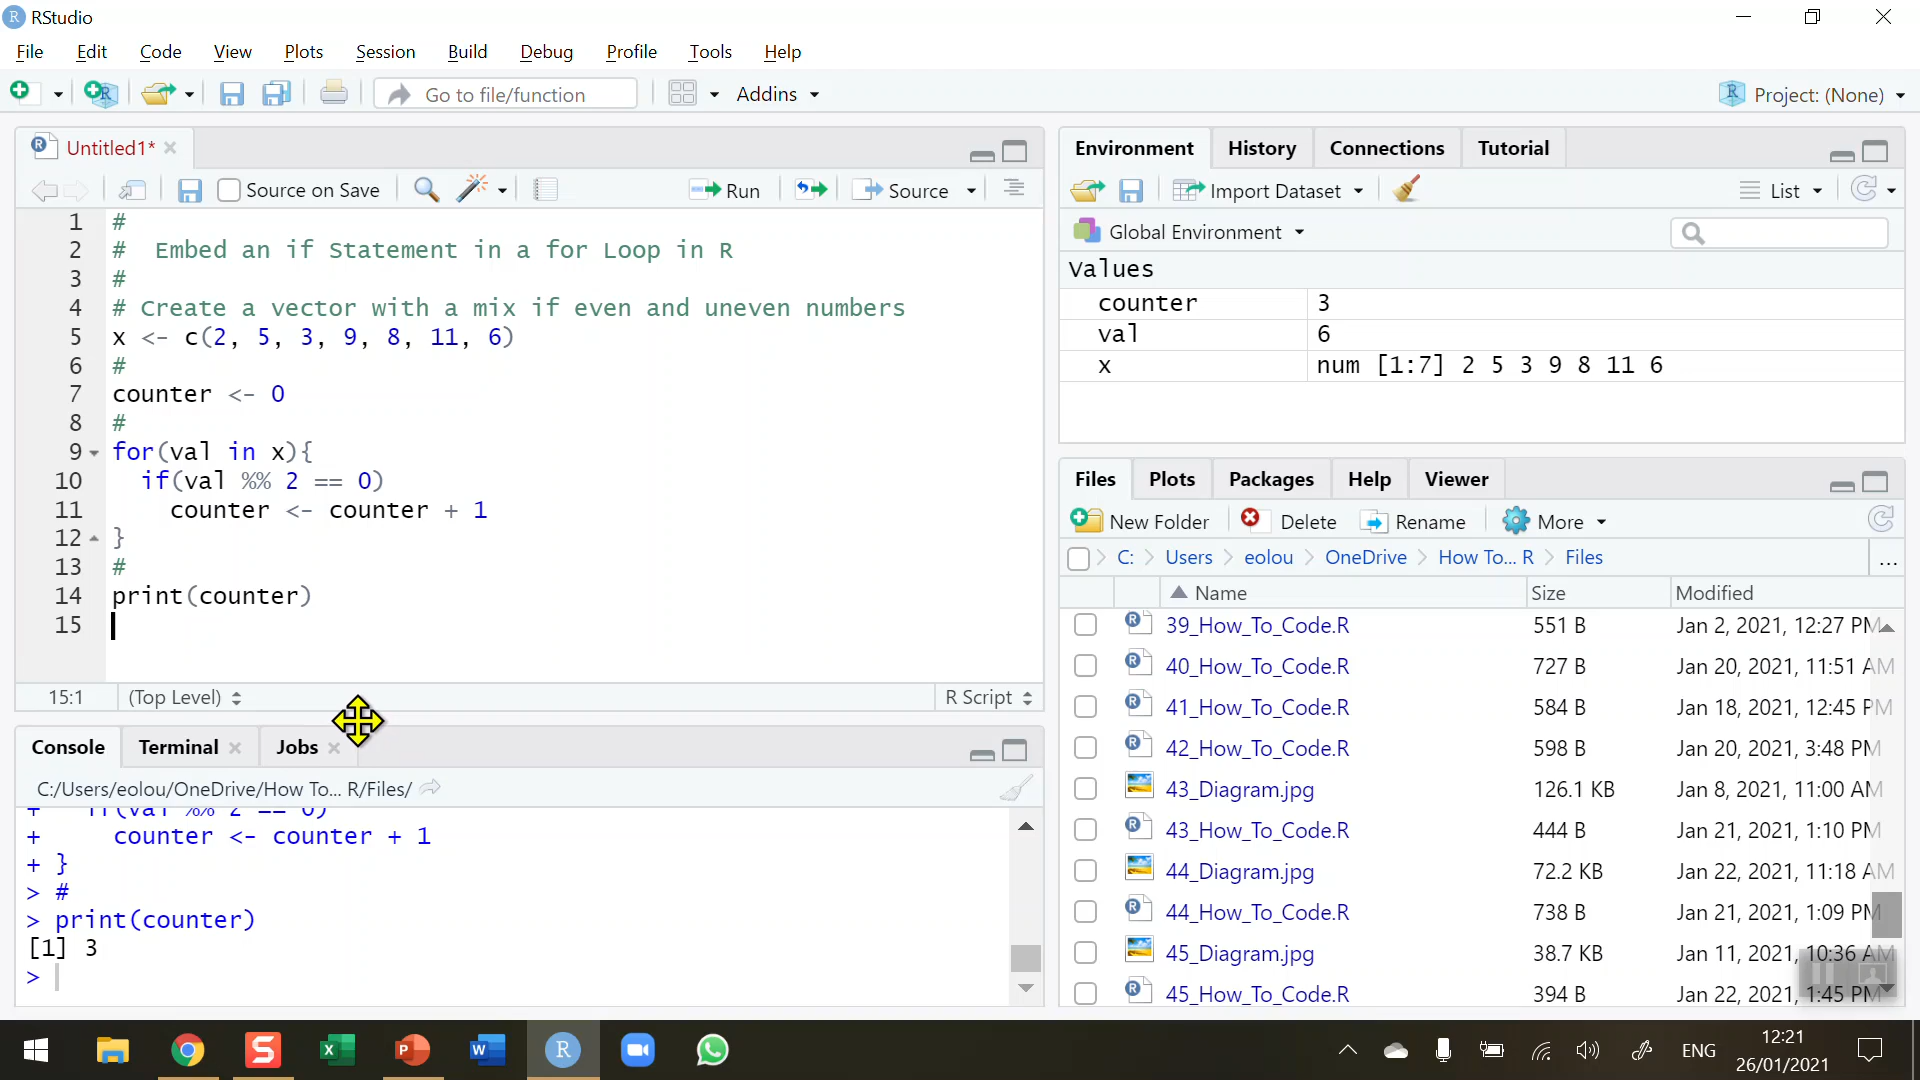 RStudio
File Edit Code View Plots Session Build Debug Profile Tools Help
Go to file/function Addins Project: (None)
Untitled1*
Source on Save Run Source
1 #
2 #  Embed an if Statement in a for Loop in R
3 #
4 # Create a vector with a mix if even and uneven numbers
5 x <- c(2, 5, 3, 9, 8, 11, 6)
6 #
7 counter <- 0
8 #
9 for(val in x){
10   if(val %% 2 == 0)
11     counter <- counter + 1
12 }
13 #
14 print(counter)
15
15:1 (Top Level) R Script
Console Terminal Jobs
C:/Users/eolou/OneDrive/How To... R/Files/
+   if(val %% 2 == 0)
+     counter <- counter + 1
+ }
> #
> print(counter)
[1] 3
>
Environment History Connections Tutorial
Import Dataset List
Global Environment
Values
counter 3
val 6
x num [1:7] 2 5 3 9 8 11 6
Files Plots Packages Help Viewer
New Folder Delete Rename More
C: Users eolou OneDrive How To... R Files ...
Name Size Modified
39_How_To_Code.R 551 B Jan 2, 2021, 12:27 PM
40_How_To_Code.R 727 B Jan 20, 2021, 11:51 AM
41_How_To_Code.R 584 B Jan 18, 2021, 12:45 PM
42_How_To_Code.R 598 B Jan 20, 2021, 3:48 PM
43_Diagram.jpg 126.1 KB Jan 8, 2021, 11:00 AM
43_How_To_Code.R 444 B Jan 21, 2021, 1:10 PM
44_Diagram.jpg 72.2 KB Jan 22, 2021, 11:18 AM
44_How_To_Code.R 738 B Jan 21, 2021, 1:09 PM
45_Diagram.jpg 38.7 KB Jan 11, 2021, 10:36 AM
45_How_To_Code.R 394 B Jan 22, 2021, 1:45 PM
ENG
12:21
26/01/2021